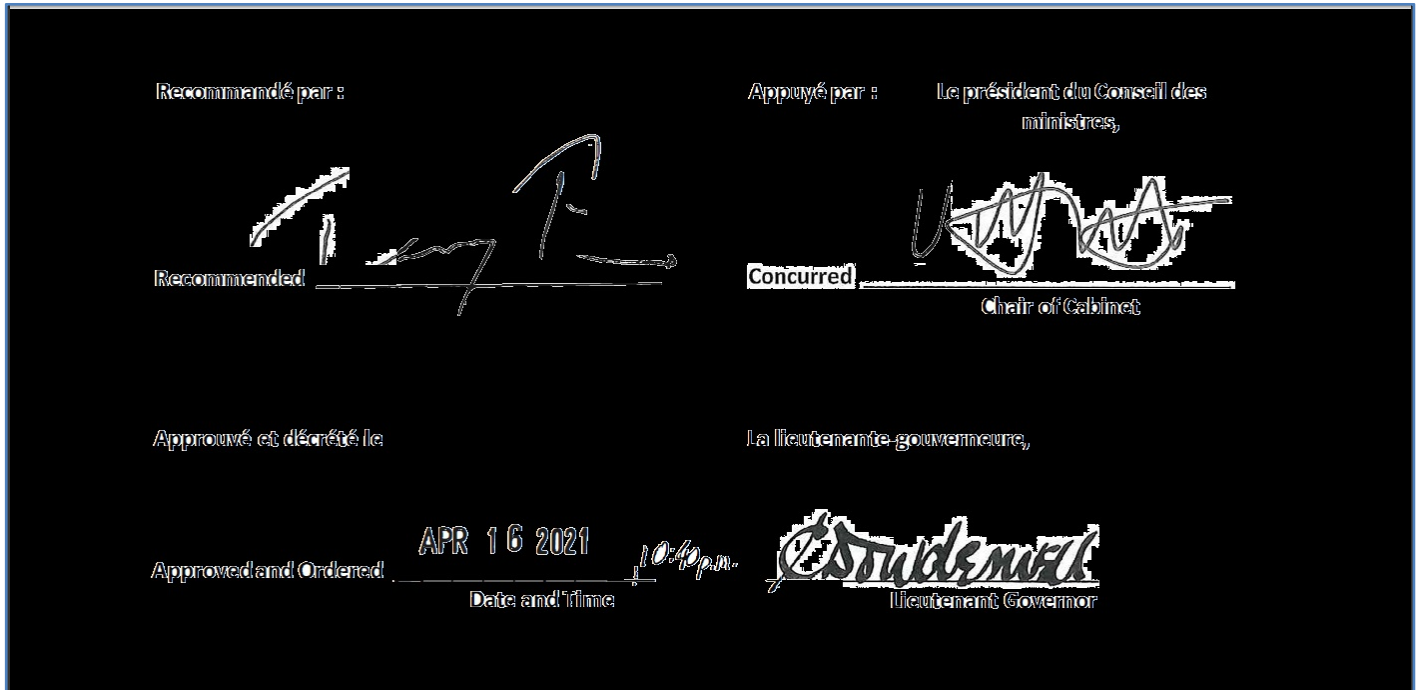 Recommandé par :
Appuyé par : Le président du Conseil des
ministres,
Recommended
Concurred
Chair of Cabinet
Approuvé et décrété le
La lieutenante-gouverneure,
APR 16 2021 10:40 p.m.
Approved and Ordered
Date and Time
Lieutenant Governor